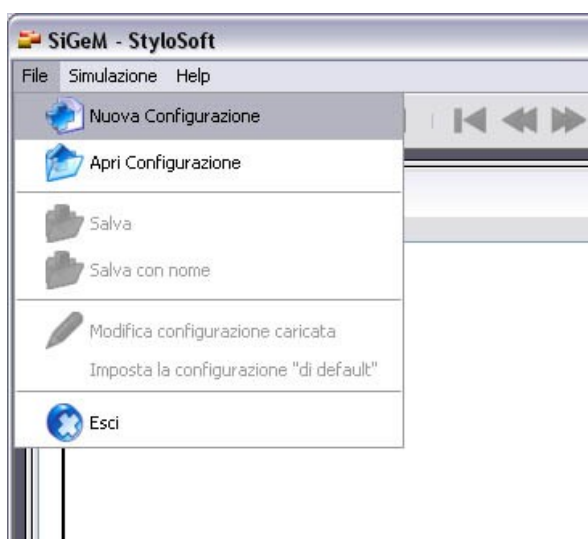 SiGeM - StyloSoft
File Simulazione Help
Nuova Configurazione
Apri Configurazione
Salva
Salva con nome
Modifica configurazione caricata
Imposta la configurazione "di default"
Esci